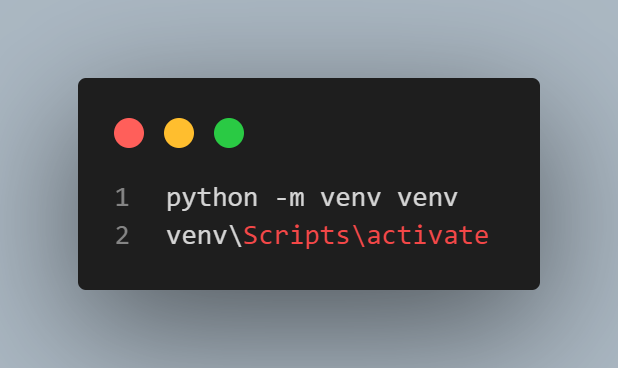 1 python -m venv venv
2 venv\Scripts\activate